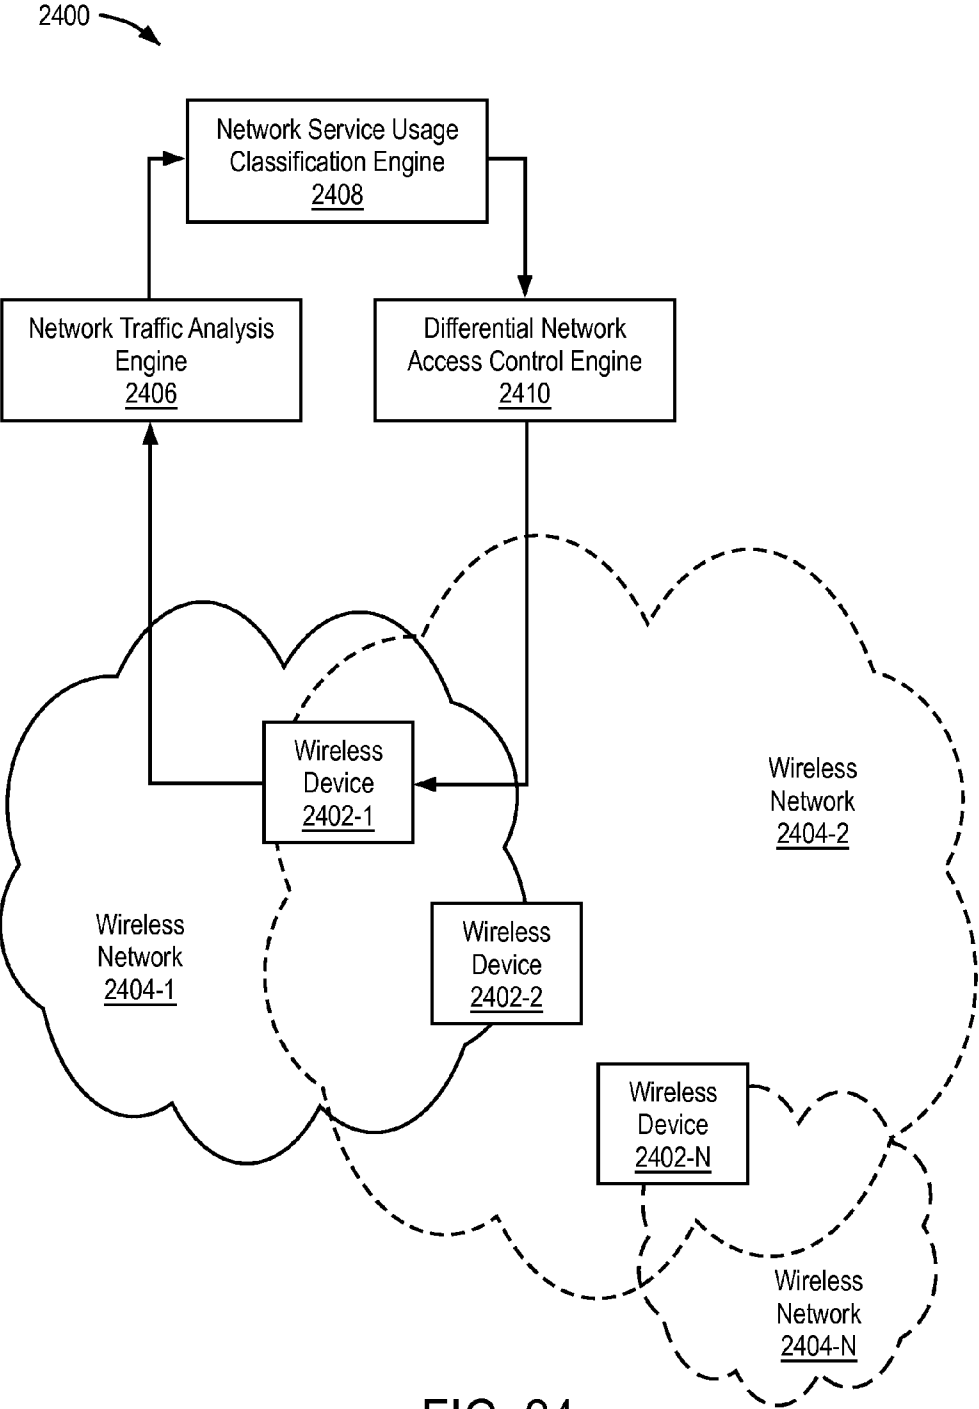 2400
Network Service Usage
Classification Engine
2408
Network Traffic Analysis
Engine
2406
Differential Network
Access Control Engine
2410
Wireless
Device
2402-1
Wireless
Network
2404-2
Wireless
Network
2404-1
Wireless
Device
2402-2
Wireless
Device
2402-N
Wireless
Network
2404-N
FIG. 24